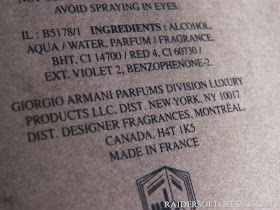 AVOID SPRAYING IN EYES.
IL : B5178/1 INGREDIENTS : ALCOHOL,
AQUA / WATER, PARFUM / FRAGRANCE,
BHT. CI 14700 / RED 4, CI 60730 /
EXT. VIOLET 2, BENZOPHENONE-2.
GIORGIO ARMANI PARFUMS DIVISION LUXURY
PRODUCTS LLC. DIST. NEW YORK, NY 10017
DIST. DESIGNER FRAGRANCES, MONTRÉAL,
CANADA, H4T 1K5
MADE IN FRANCE